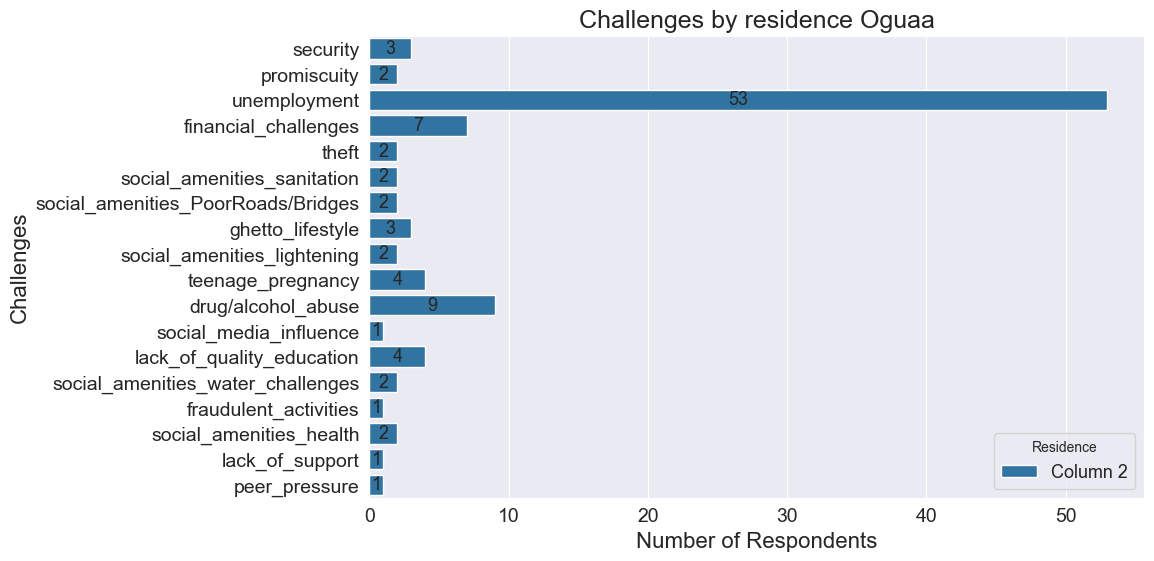 Challenges by residence Oguaa
Challenges
security 3
promiscuity 2
unemployment 53
financial_challenges 7
theft 2
social_amenities_sanitation 2
social_amenities_PoorRoads/Bridges 2
ghetto_lifestyle 3
social_amenities_lightening 2
teenage_pregnancy 4
drug/alcohol_abuse 9
social_media_influence 1
lack_of_quality_education 4
social_amenities_water_challenges 2
fraudulent_activities 1
social_amenities_health 2
lack_of_support 1
peer_pressure 1
Residence
Column 2
0 10 20 30 40 50
Number of Respondents